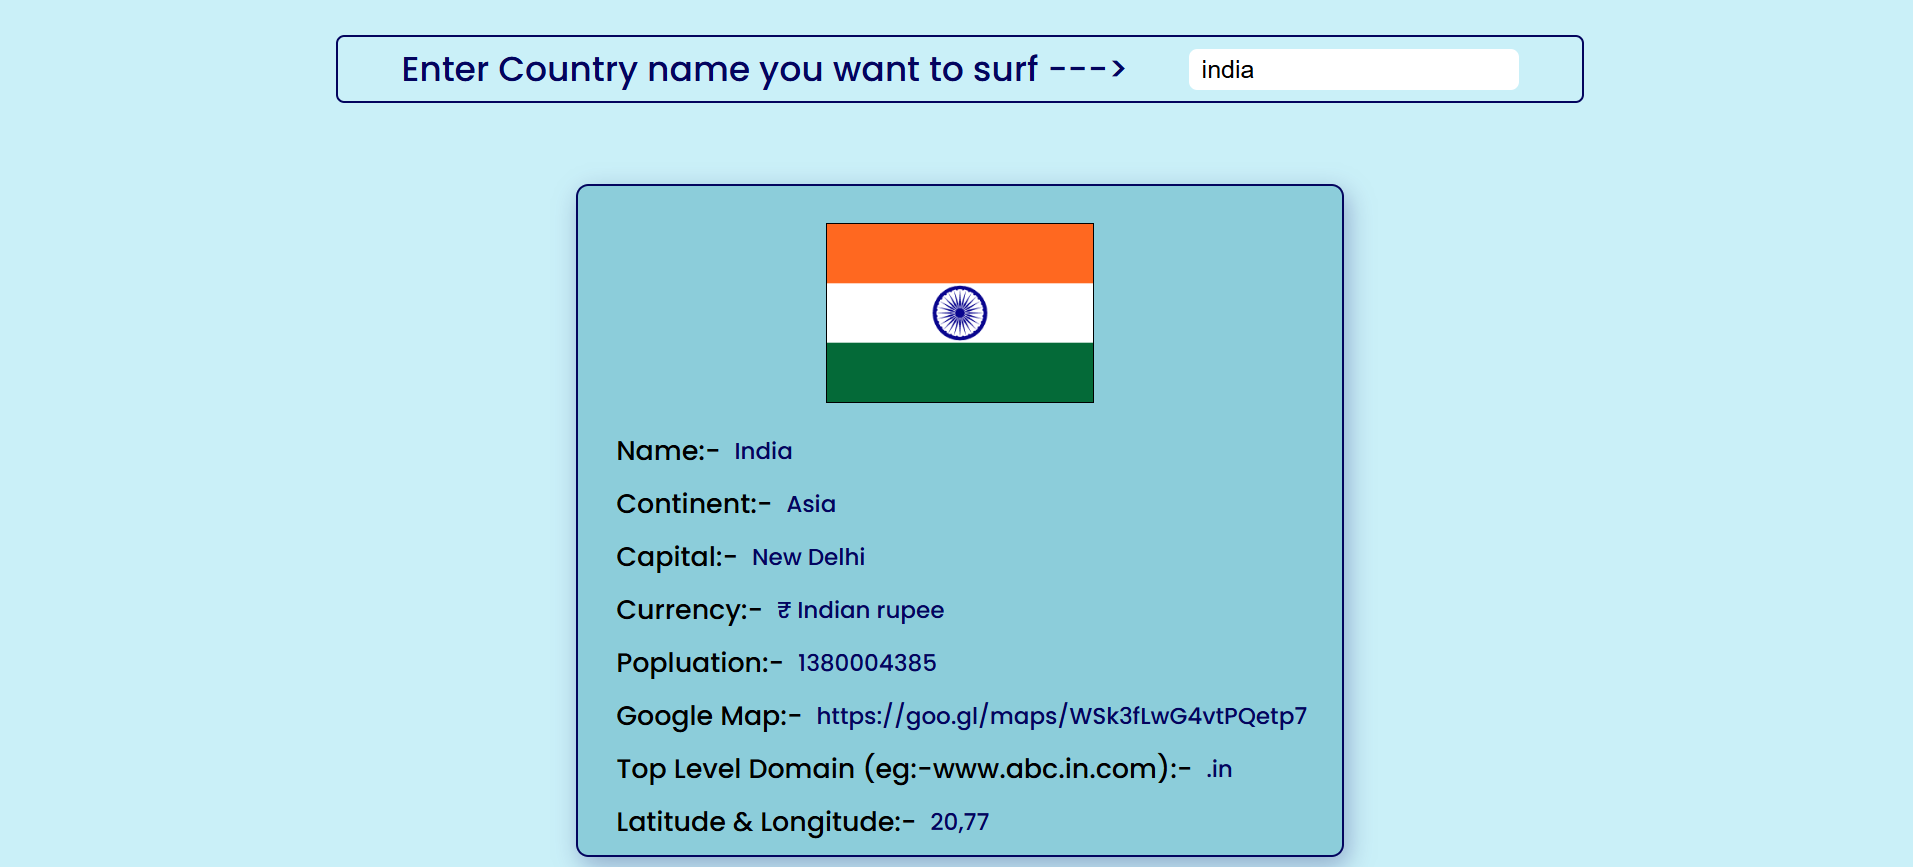 Enter Country name you want to surf --->
india
Name:- India
Continent:- Asia
Capital:- New Delhi
Currency:- ₹ Indian rupee
Popluation:- 1380004385
Google Map:- https://goo.gl/maps/WSk3fLwG4vtPQetp7
Top Level Domain (eg:-www.abc.in.com):- .in
Latitude & Longitude:- 20,77